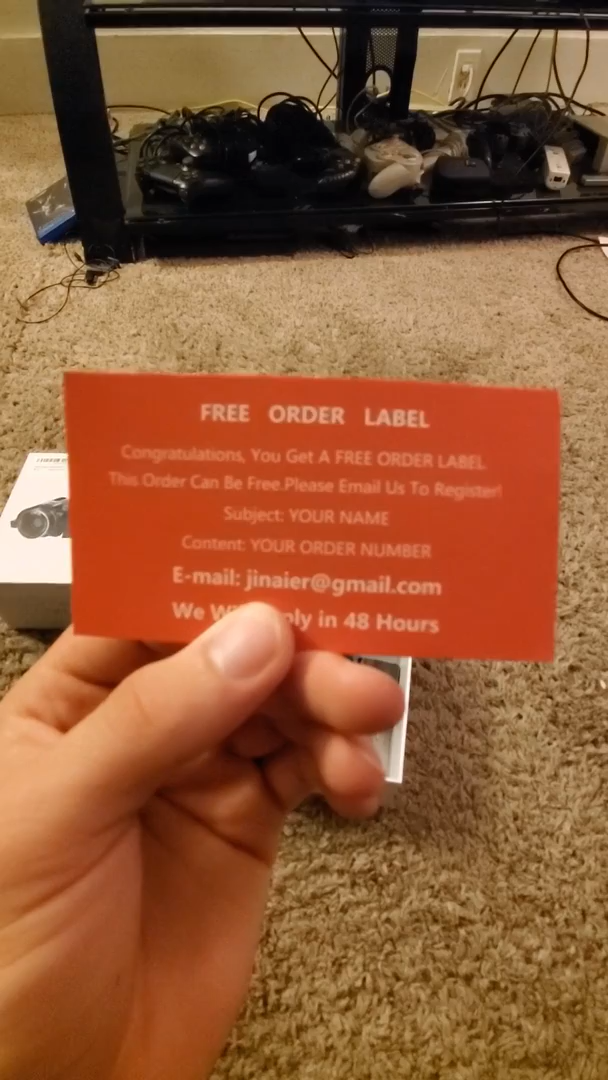 FREE ORDER LABEL
Congratulations, You Get A FREE ORDER LABEL
This Order Can Be Free.Please Email Us To Register!
Subject: YOUR NAME
Content: YOUR ORDER NUMBER
E-mail: jinaier@gmail.com
We in 48 Hours